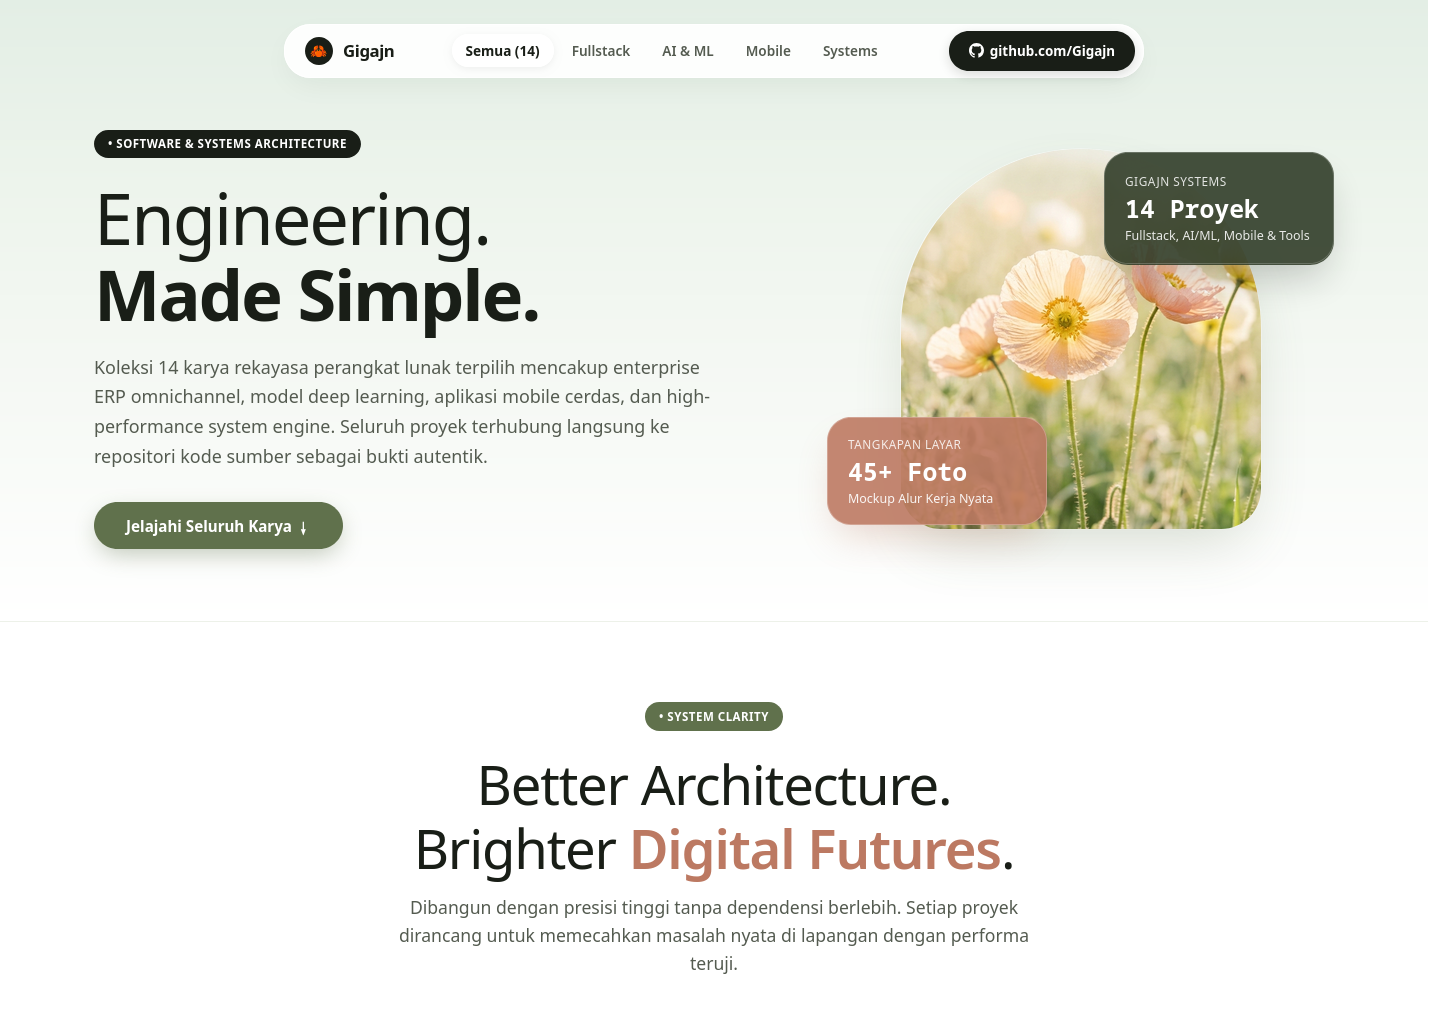 Gigajn
Semua (14)
Fullstack
AI & ML
Mobile
Systems
github.com/Gigajn
• SOFTWARE & SYSTEMS ARCHITECTURE
Engineering.
Made Simple.
Koleksi 14 karya rekayasa perangkat lunak terpilih mencakup enterprise
ERP omnichannel, model deep learning, aplikasi mobile cerdas, dan high-
performance system engine. Seluruh proyek terhubung langsung ke
repositori kode sumber sebagai bukti autentik.
Jelajahi Seluruh Karya ↓
GIGAJN SYSTEMS
14 Proyek
Fullstack, AI/ML, Mobile & Tools
TANGKAPAN LAYAR
45+ Foto
Mockup Alur Kerja Nyata
• SYSTEM CLARITY
Better Architecture.
Brighter Digital Futures.
Dibangun dengan presisi tinggi tanpa dependensi berlebih. Setiap proyek
dirancang untuk memecahkan masalah nyata di lapangan dengan performa
teruji.